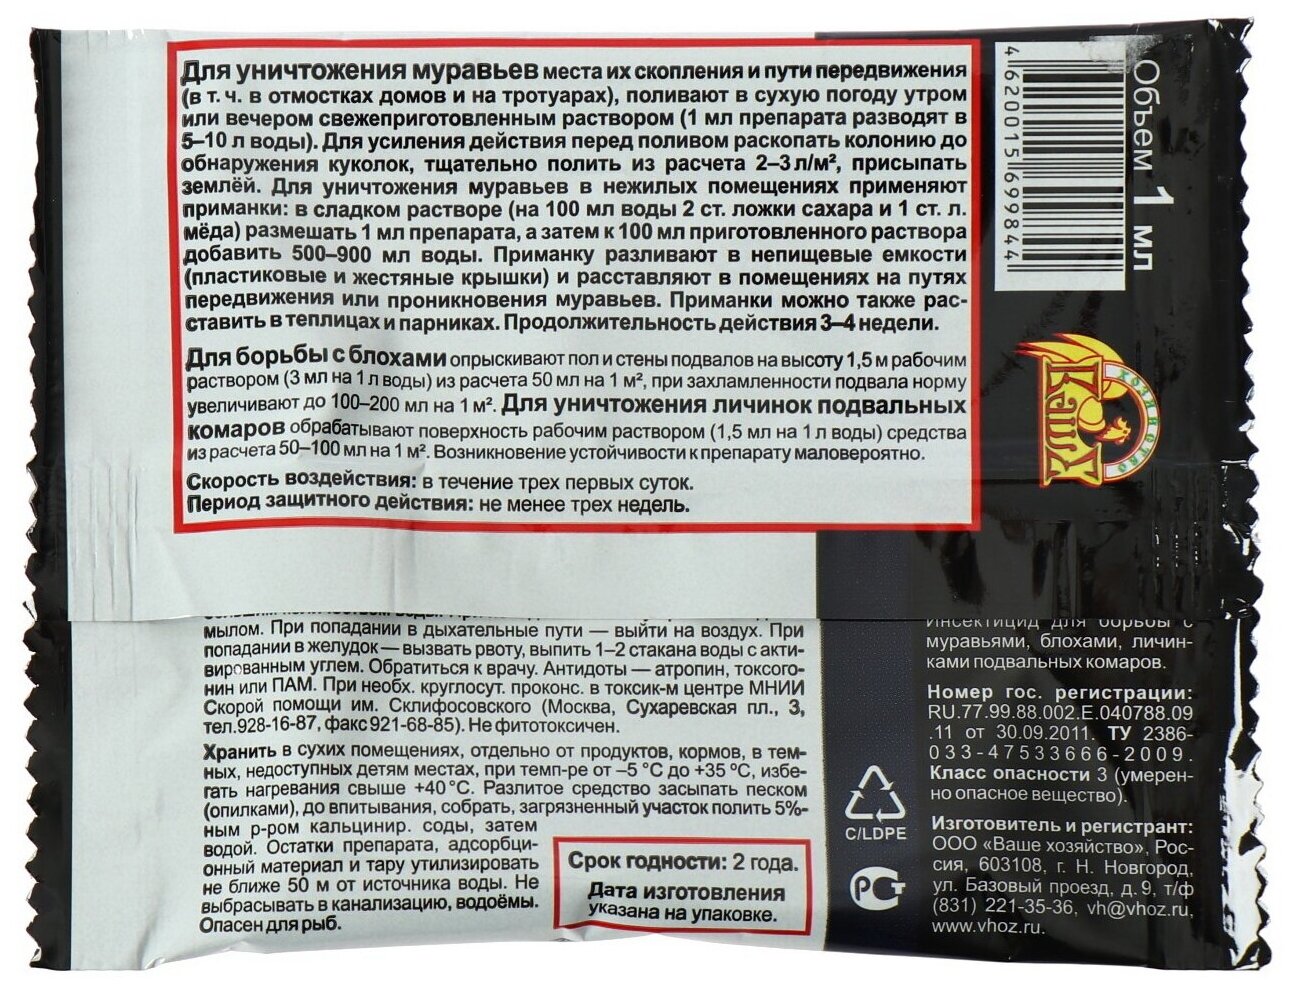 Для уничтожения муравьев места их скопления и пути передвижения
(в т. ч. в отмостках домов и на тротуарах), поливают в сухую погоду утром
или вечером свежеприготовленным раствором (1 мл препарата разводят в
5–10 л воды). Для усиления действия перед поливом раскопать колонию до
обнаружения куколок, тщательно полить из расчета 2–3 л/м², присыпать
землёй. Для уничтожения муравьев в нежилых помещениях применяют
приманки: в сладком растворе (на 100 мл воды 2 ст. ложки сахара и 1 ст. л.
мёда) размешать 1 мл препарата, а затем к 100 мл приготовленного раствора
добавить 500–900 мл воды. Приманку разливают в непищевые емкости
(пластиковые и жестяные крышки) и расставляют в помещениях на путях
передвижения или проникновения муравьев. Приманки можно также рас-
ставить в теплицах и парниках. Продолжительность действия 3–4 недели.
Для борьбы с блохами опрыскивают пол и стены подвалов на высоту 1,5 м рабочим
раствором (3 мл на 1 л воды) из расчета 50 мл на 1 м², при захламленности подвала норму
увеличивают до 100–200 мл на 1 м². Для уничтожения личинок подвальных
комаров обрабатывают поверхность рабочим раствором (1,5 мл на 1 л воды) средства
из расчета 50–100 мл на 1 м². Возникновение устойчивости к препарату маловероятно.
Скорость воздействия: в течение трех первых суток.
Период защитного действия: не менее трех недель.
4 620015 699844
Объем 1 мл
Ваше
ХОЗЯЙСТВО
мылом. При попадании в дыхательные пути — выйти на воздух. При
попадании в желудок — вызвать рвоту, выпить 1–2 стакана воды с акти-
вированным углем. Обратиться к врачу. Антидоты — атропин, токсого-
нин или ПАМ. При необх. круглосут. проконс. в токсик-м центре МНИИ
Скорой помощи им. Склифосовского (Москва, Сухаревская пл., 3,
тел.928-16-87, факс 921-68-85). Не фитотоксичен.
Хранить в сухих помещениях, отдельно от продуктов, кормов, в тем-
ных, недоступных детям местах, при темп-ре от –5 °С до +35 °С, избе-
гать нагревания свыше +40 °С. Разлитое средство засыпать песком
(опилками), до впитывания, собрать, загрязненный участок полить 5%-
ным р-ром кальцинир. соды, затем
водой. Остатки препарата, адсорбци-
онный материал и тару утилизировать
не ближе 50 м от источника воды. Не
выбрасывать в канализацию, водоёмы.
Опасен для рыб.
Срок годности: 2 года.
Дата изготовления
указана на упаковке.
C/LDPE
РСТ
Инсектицид для борьбы с
муравьями, блохами, личин-
ками подвальных комаров.
Номер гос. регистрации:
RU.77.99.88.002.Е.040788.09
.11 от 30.09.2011. ТУ 2386-
033-47533666-2009.
Класс опасности 3 (умерен-
но опасное вещество).
Изготовитель и регистрант:
ООО «Ваше хозяйство», Рос-
сия, 603108, г. Н. Новгород,
ул. Базовый проезд, д. 9, т/ф
(831) 221-35-36, vh@vhoz.ru,
www.vhoz.ru.